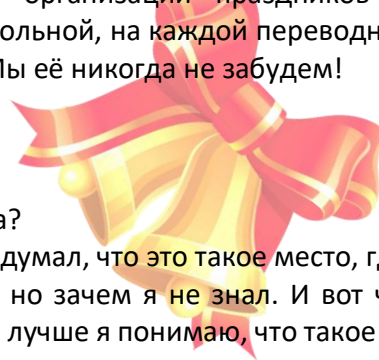 организации праздников
ольной, на каждой переводн
Мы её никогда не забудем!
а?
думал, что это такое место, г
но зачем я не знал. И вот ч
лучше я понимаю, что такое